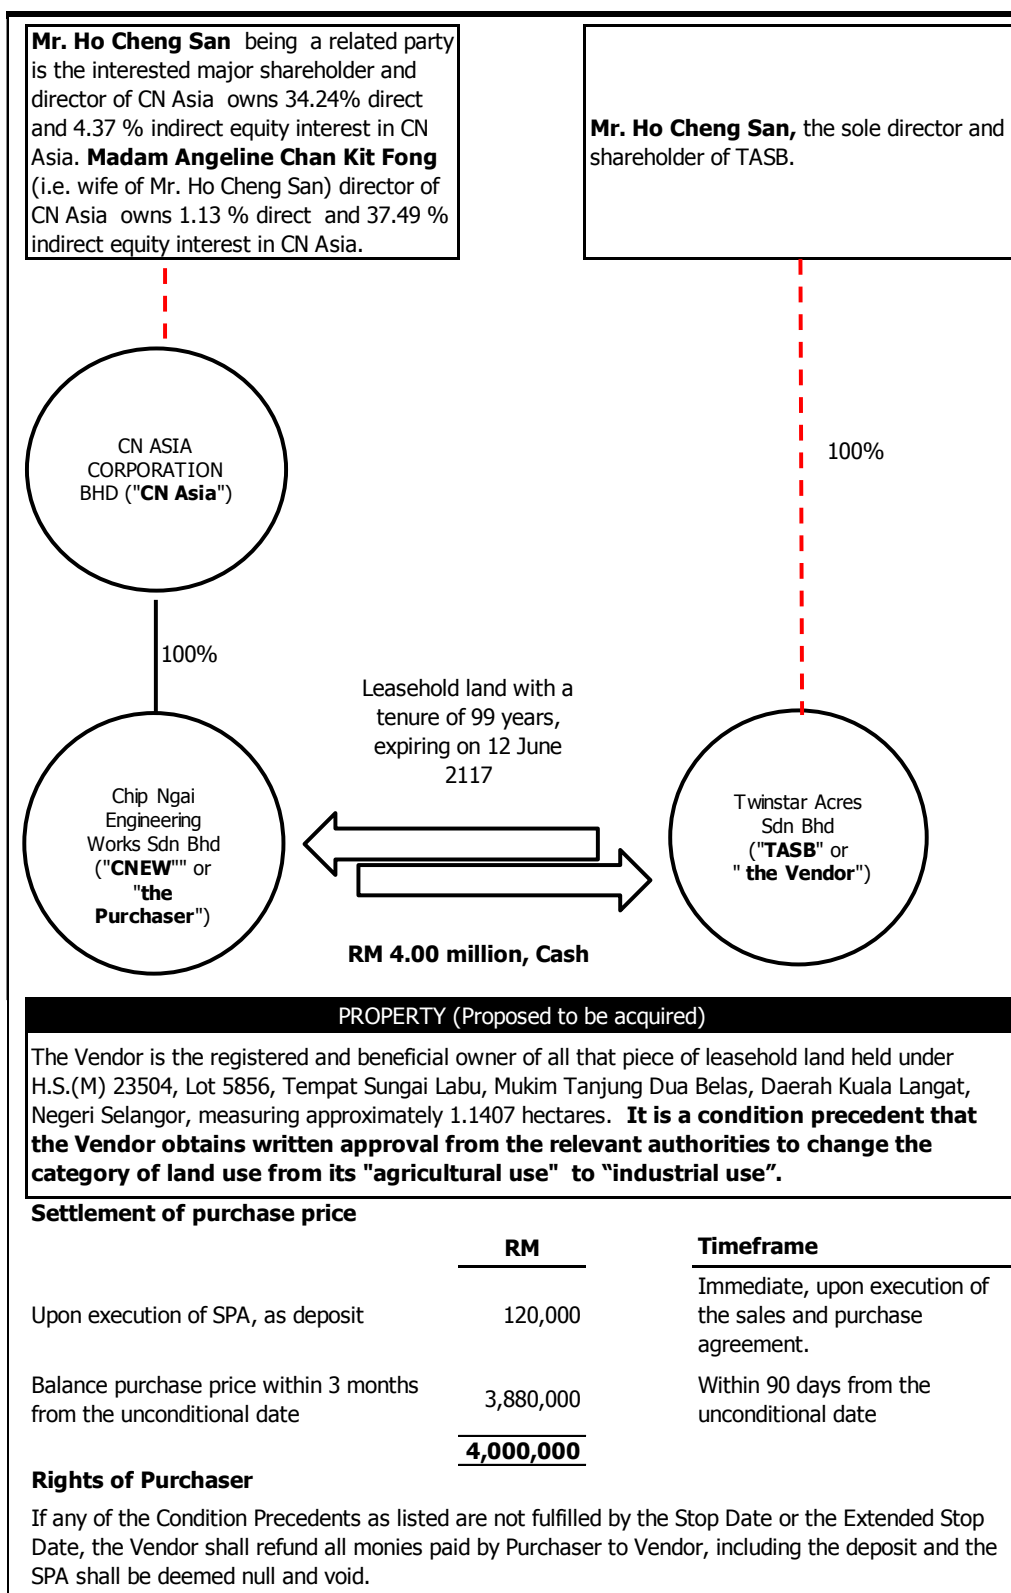 Mr. Ho Cheng San being a related party
is the interested major shareholder and
director of CN Asia owns 34.24% direct
and 4.37 % indirect equity interest in CN
Asia. Madam Angeline Chan Kit Fong
(i.e. wife of Mr. Ho Cheng San) director of
CN Asia owns 1.13 % direct and 37.49 %
indirect equity interest in CN Asia.
Mr. Ho Cheng San, the sole director and
shareholder of TASB.
CN ASIA
CORPORATION
BHD ("CN Asia")
100%
100%
Leasehold land with a
tenure of 99 years,
expiring on 12 June
2117
Chip Ngai
Engineering
Works Sdn Bhd
("CNEW"" or
"the
Purchaser")
Twinstar Acres
Sdn Bhd
("TASB" or
" the Vendor")
RM 4.00 million, Cash
PROPERTY (Proposed to be acquired)
The Vendor is the registered and beneficial owner of all that piece of leasehold land held under
H.S.(M) 23504, Lot 5856, Tempat Sungai Labu, Mukim Tanjung Dua Belas, Daerah Kuala Langat,
Negeri Selangor, measuring approximately 1.1407 hectares. It is a condition precedent that
the Vendor obtains written approval from the relevant authorities to change the
category of land use from its "agricultural use" to “industrial use”.
Settlement of purchase price
RM Timeframe
Upon execution of SPA, as deposit 120,000 Immediate, upon execution of
the sales and purchase
agreement.
Balance purchase price within 3 months
from the unconditional date 3,880,000 Within 90 days from the
unconditional date
4,000,000
Rights of Purchaser
If any of the Condition Precedents as listed are not fulfilled by the Stop Date or the Extended Stop
Date, the Vendor shall refund all monies paid by Purchaser to Vendor, including the deposit and the
SPA shall be deemed null and void.